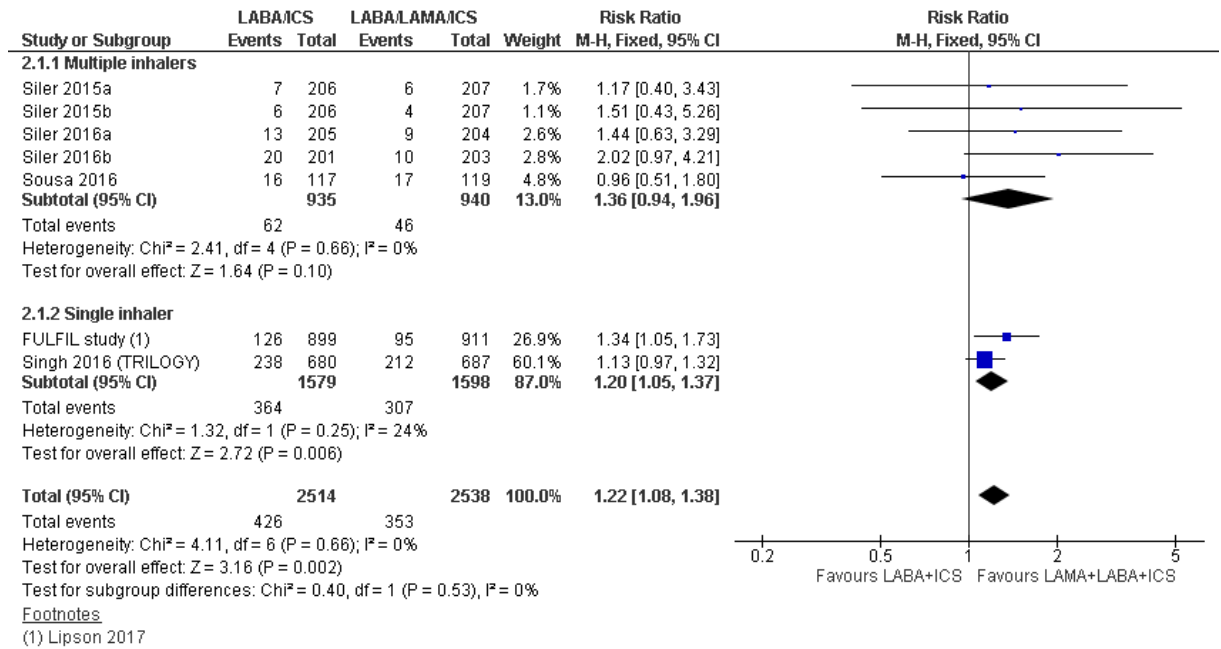 LABA/ICS LABA/LAMA/ICS Risk Ratio Risk Ratio
Study or Subgroup Events Total Events Total Weight M-H, Fixed, 95% CI M-H, Fixed, 95% CI
2.1.1 Multiple inhalers
Siler 2015a 7 206 6 207 1.7% 1.17 [0.40, 3.43]
Siler 2015b 6 206 4 207 1.1% 1.51 [0.43, 5.26]
Siler 2016a 13 205 9 204 2.6% 1.44 [0.63, 3.29]
Siler 2016b 20 201 10 203 2.8% 2.02 [0.97, 4.21]
Sousa 2016 16 117 17 119 4.8% 0.96 [0.51, 1.80]
Subtotal (95% CI) 935 940 13.0% 1.36 [0.94, 1.96]
Total events 62 46
Heterogeneity: Chi² = 2.41, df = 4 (P = 0.66); I² = 0%
Test for overall effect: Z = 1.64 (P = 0.10)
2.1.2 Single inhaler
FULFIL study (1) 126 899 95 911 26.9% 1.34 [1.05, 1.73]
Singh 2016 (TRILOGY) 238 680 212 687 60.1% 1.13 [0.97, 1.32]
Subtotal (95% CI) 1579 1598 87.0% 1.20 [1.05, 1.37]
Total events 364 307
Heterogeneity: Chi² = 1.32, df = 1 (P = 0.25); I² = 24%
Test for overall effect: Z = 2.72 (P = 0.006)
Total (95% CI) 2514 2538 100.0% 1.22 [1.08, 1.38]
Total events 426 353
Heterogeneity: Chi² = 4.11, df = 6 (P = 0.66); I² = 0%
Test for overall effect: Z = 3.16 (P = 0.002)
Test for subgroup differences: Chi² = 0.40, df = 1 (P = 0.53), I² = 0%
0.2 0.5 1 2 5
Favours LABA+ICS Favours LAMA+LABA+ICS
Footnotes
(1) Lipson 2017